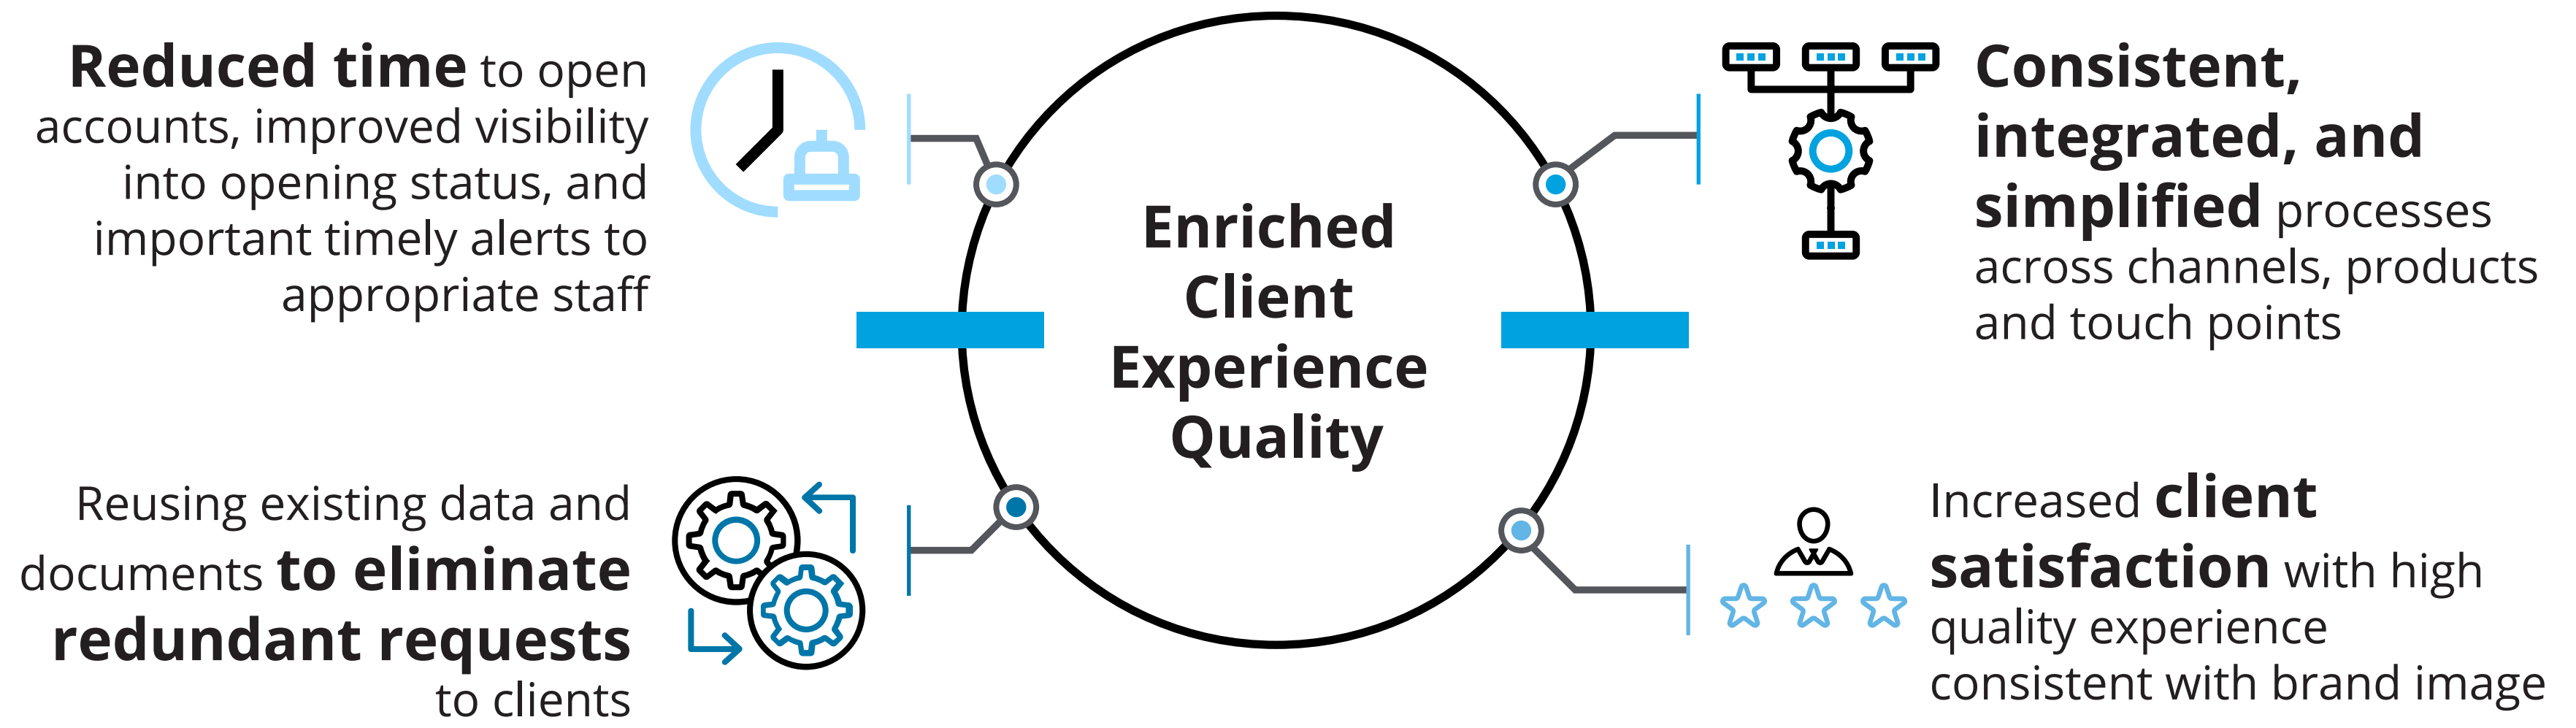 Reduced time to open
accounts, improved visibility
into opening status, and
important timely alerts to
appropriate staff
Consistent,
integrated, and
simplified processes
across channels, products
and touch points
Enriched
Client
Experience
Quality
Reusing existing data and
documents to eliminate
redundant requests
to clients
Increased client
satisfaction with high
quality experience
consistent with brand image